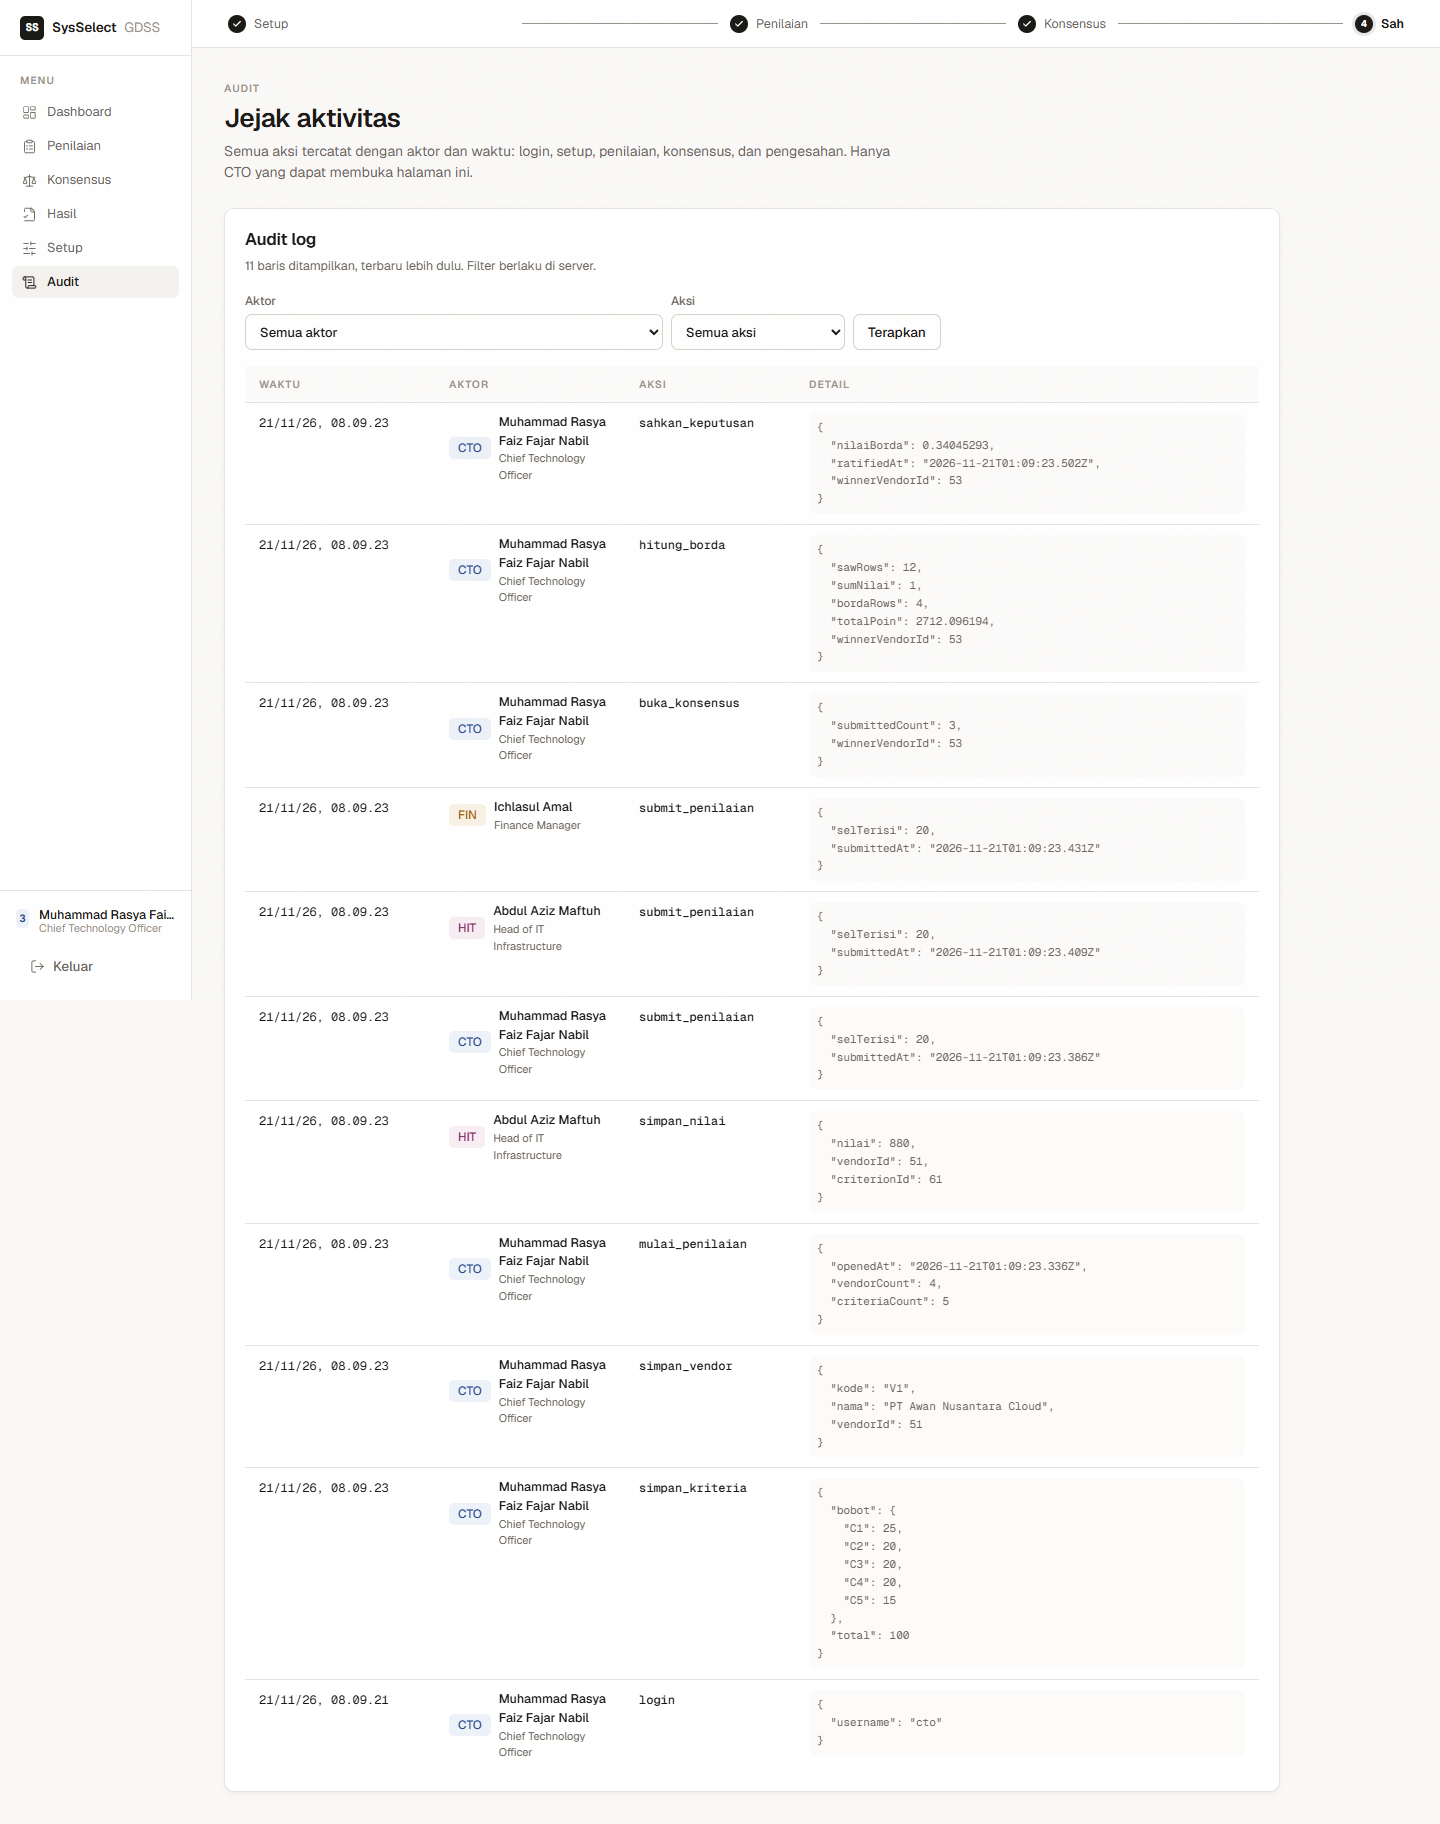 SS SysSelect GDSS
Setup
Penilaian
Konsensus
4 Sah
MENU
Dashboard
Penilaian
Konsensus
Hasil
Setup
Audit
3 Muhammad Rasya Fai...
Chief Technology Officer
Keluar
AUDIT
Jejak aktivitas
Semua aksi tercatat dengan aktor dan waktu: login, setup, penilaian, konsensus, dan pengesahan. Hanya
CTO yang dapat membuka halaman ini.
Audit log
11 baris ditampilkan, terbaru lebih dulu. Filter berlaku di server.
Aktor
Semua aktor
Aksi
Semua aksi
Terapkan
WAKTU AKTOR AKSI DETAIL
21/11/26, 08.09.23
CTO
Muhammad Rasya
Faiz Fajar Nabil
Chief Technology
Officer
sahkan_keputusan
{
"nilaiBorda": 0.34045293,
"ratifiedAt": "2026-11-21T01:09:23.502Z",
"winnerVendorId": 53
}
21/11/26, 08.09.23
CTO
Muhammad Rasya
Faiz Fajar Nabil
Chief Technology
Officer
hitung_borda
{
"sawRows": 12,
"sumNilai": 1,
"bordaRows": 4,
"totalPoin": 2712.096194,
"winnerVendorId": 53
}
21/11/26, 08.09.23
CTO
Muhammad Rasya
Faiz Fajar Nabil
Chief Technology
Officer
buka_konsensus
{
"submittedCount": 3,
"winnerVendorId": 53
}
21/11/26, 08.09.23
FIN
Ichlasul Amal
Finance Manager
submit_penilaian
{
"selTerisi": 20,
"submittedAt": "2026-11-21T01:09:23.431Z"
}
21/11/26, 08.09.23
HIT
Abdul Aziz Maftuh
Head of IT
Infrastructure
submit_penilaian
{
"selTerisi": 20,
"submittedAt": "2026-11-21T01:09:23.409Z"
}
21/11/26, 08.09.23
CTO
Muhammad Rasya
Faiz Fajar Nabil
Chief Technology
Officer
submit_penilaian
{
"selTerisi": 20,
"submittedAt": "2026-11-21T01:09:23.386Z"
}
21/11/26, 08.09.23
HIT
Abdul Aziz Maftuh
Head of IT
Infrastructure
simpan_nilai
{
"nilai": 880,
"vendorId": 51,
"criterionId": 61
}
21/11/26, 08.09.23
CTO
Muhammad Rasya
Faiz Fajar Nabil
Chief Technology
Officer
mulai_penilaian
{
"openedAt": "2026-11-21T01:09:23.336Z",
"vendorCount": 4,
"criteriaCount": 5
}
21/11/26, 08.09.23
CTO
Muhammad Rasya
Faiz Fajar Nabil
Chief Technology
Officer
simpan_vendor
{
"kode": "V1",
"nama": "PT Awan Nusantara Cloud",
"vendorId": 51
}
21/11/26, 08.09.23
CTO
Muhammad Rasya
Faiz Fajar Nabil
Chief Technology
Officer
simpan_kriteria
{
"bobot": {
"C1": 25,
"C2": 20,
"C3": 20,
"C4": 20,
"C5": 15
},
"total": 100
}
21/11/26, 08.09.21
CTO
Muhammad Rasya
Faiz Fajar Nabil
Chief Technology
Officer
login
{
"username": "cto"
}